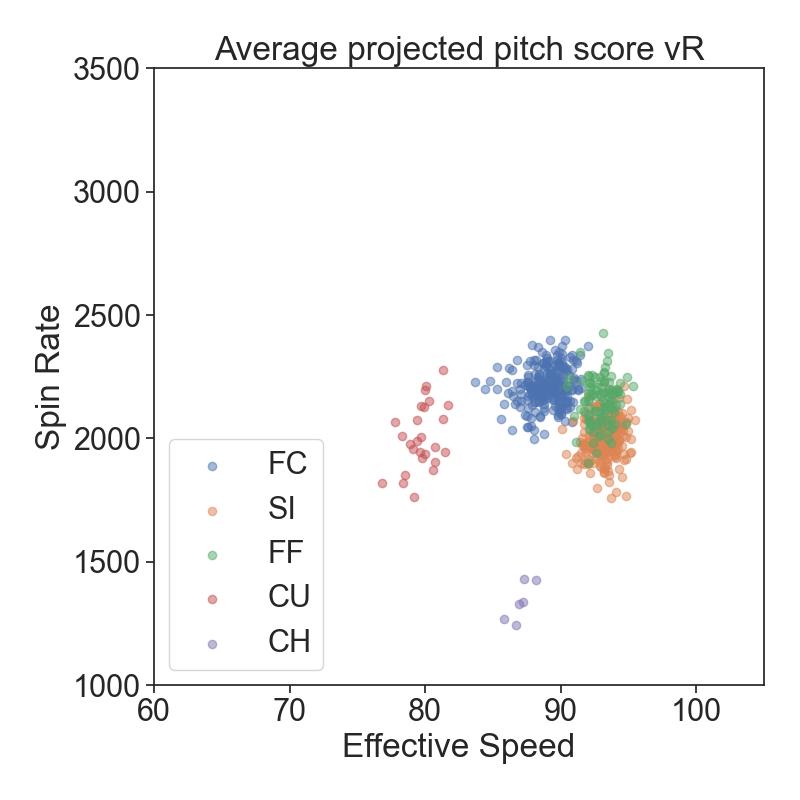 Average projected pitch score vR
3500
3000
2500
2000
1500
1000
Spin Rate
FC
SI
FF
CU
CH
60 70 80 90 100
Effective Speed